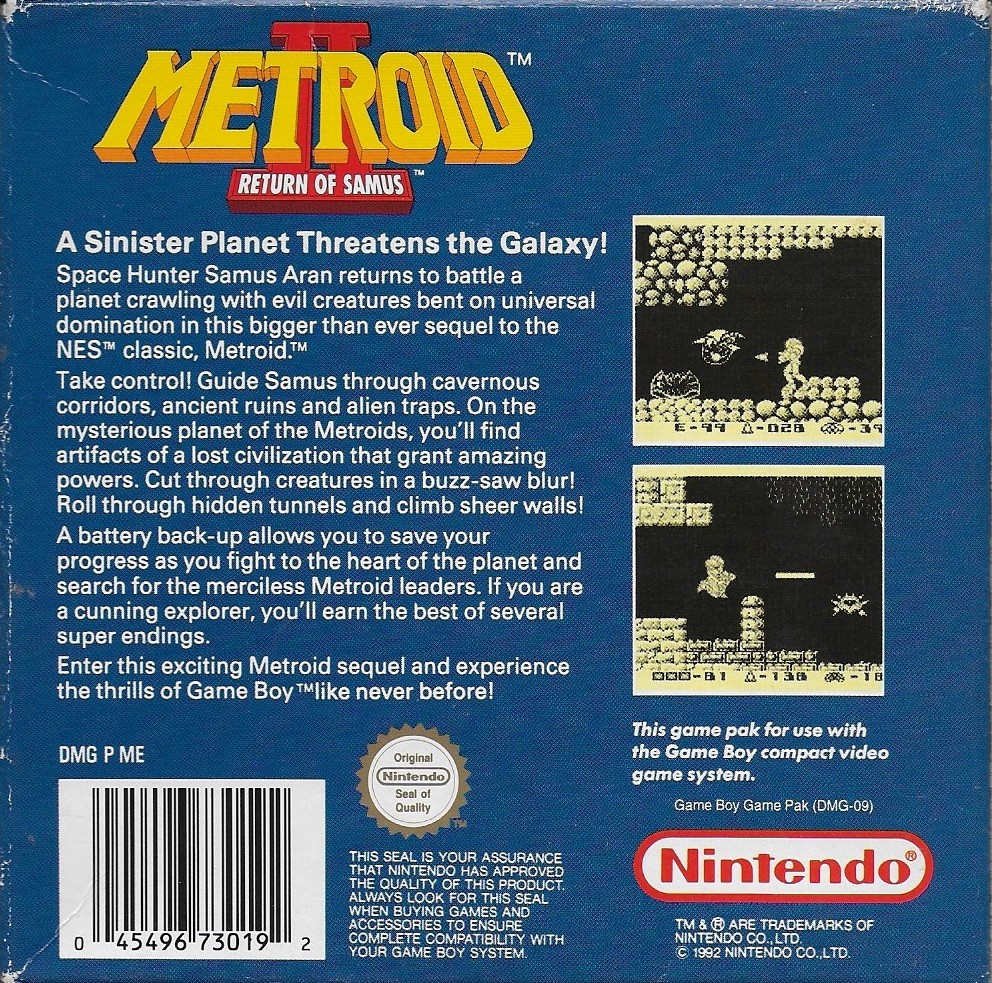 METROID™
II
RETURN OF SAMUS™
A Sinister Planet Threatens the Galaxy!
Space Hunter Samus Aran returns to battle a
planet crawling with evil creatures bent on universal
domination in this bigger than ever sequel to the
NES™ classic, Metroid.™
Take control! Guide Samus through cavernous
corridors, ancient ruins and alien traps. On the
mysterious planet of the Metroids, you'll find
artifacts of a lost civilization that grant amazing
powers. Cut through creatures in a buzz-saw blur!
Roll through hidden tunnels and climb sheer walls!
A battery back-up allows you to save your
progress as you fight to the heart of the planet and
search for the merciless Metroid leaders. If you are
a cunning explorer, you'll earn the best of several
super endings.
Enter this exciting Metroid sequel and experience
the thrills of Game Boy™like never before!
E-99 -028 -39
-81 -138 -18
This game pak for use with
the Game Boy compact video
game system.
Game Boy Game Pak (DMG-09)
DMG P ME
0 45496 73019 2
Original
Nintendo
Seal of
Quality
TM
THIS SEAL IS YOUR ASSURANCE
THAT NINTENDO HAS APPROVED
THE QUALITY OF THIS PRODUCT.
ALWAYS LOOK FOR THIS SEAL
WHEN BUYING GAMES AND
ACCESSORIES TO ENSURE
COMPLETE COMPATIBILITY WITH
YOUR GAME BOY SYSTEM.
Nintendo®
TM & ® ARE TRADEMARKS OF
NINTENDO CO., LTD.
© 1992 NINTENDO CO.,LTD.